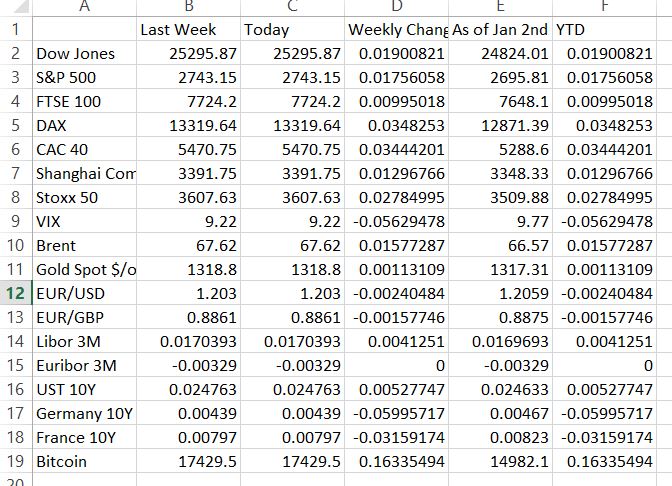 A B C D E F
1 Last Week Today Weekly Chang As of Jan 2nd YTD
2 Dow Jones 25295.87 25295.87 0.01900821 24824.01 0.01900821
3 S&P 500 2743.15 2743.15 0.01756058 2695.81 0.01756058
4 FTSE 100 7724.2 7724.2 0.00995018 7648.1 0.00995018
5 DAX 13319.64 13319.64 0.0348253 12871.39 0.0348253
6 CAC 40 5470.75 5470.75 0.03444201 5288.6 0.03444201
7 Shanghai Com 3391.75 3391.75 0.01296766 3348.33 0.01296766
8 Stoxx 50 3607.63 3607.63 0.02784995 3509.88 0.02784995
9 VIX 9.22 9.22 -0.05629478 9.77 -0.05629478
10 Brent 67.62 67.62 0.01577287 66.57 0.01577287
11 Gold Spot $/o 1318.8 1318.8 0.00113109 1317.31 0.00113109
12 EUR/USD 1.203 1.203 -0.00240484 1.2059 -0.00240484
13 EUR/GBP 0.8861 0.8861 -0.00157746 0.8875 -0.00157746
14 Libor 3M 0.0170393 0.0170393 0.0041251 0.0169693 0.0041251
15 Euribor 3M -0.00329 -0.00329 0 -0.00329 0
16 UST 10Y 0.024763 0.024763 0.00527747 0.024633 0.00527747
17 Germany 10Y 0.00439 0.00439 -0.05995717 0.00467 -0.05995717
18 France 10Y 0.00797 0.00797 -0.03159174 0.00823 -0.03159174
19 Bitcoin 17429.5 17429.5 0.16335494 14982.1 0.16335494
20